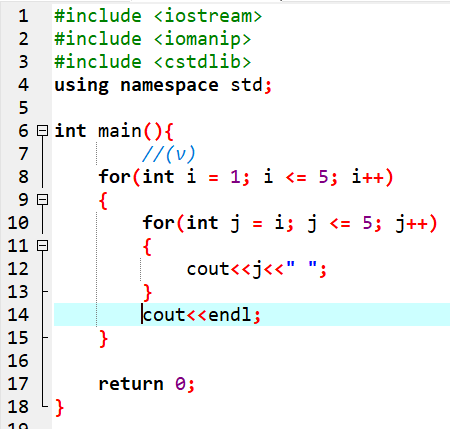 1 #include <iostream>
2 #include <iomanip>
3 #include <cstdlib>
4 using namespace std;
5
6 int main(){
7 //(v)
8 for(int i = 1; i <= 5; i++)
9 {
10 for(int j = i; j <= 5; j++)
11 {
12 cout<<j<<" ";
13 }
14 cout<<endl;
15 }
16
17 return 0;
18 }
19